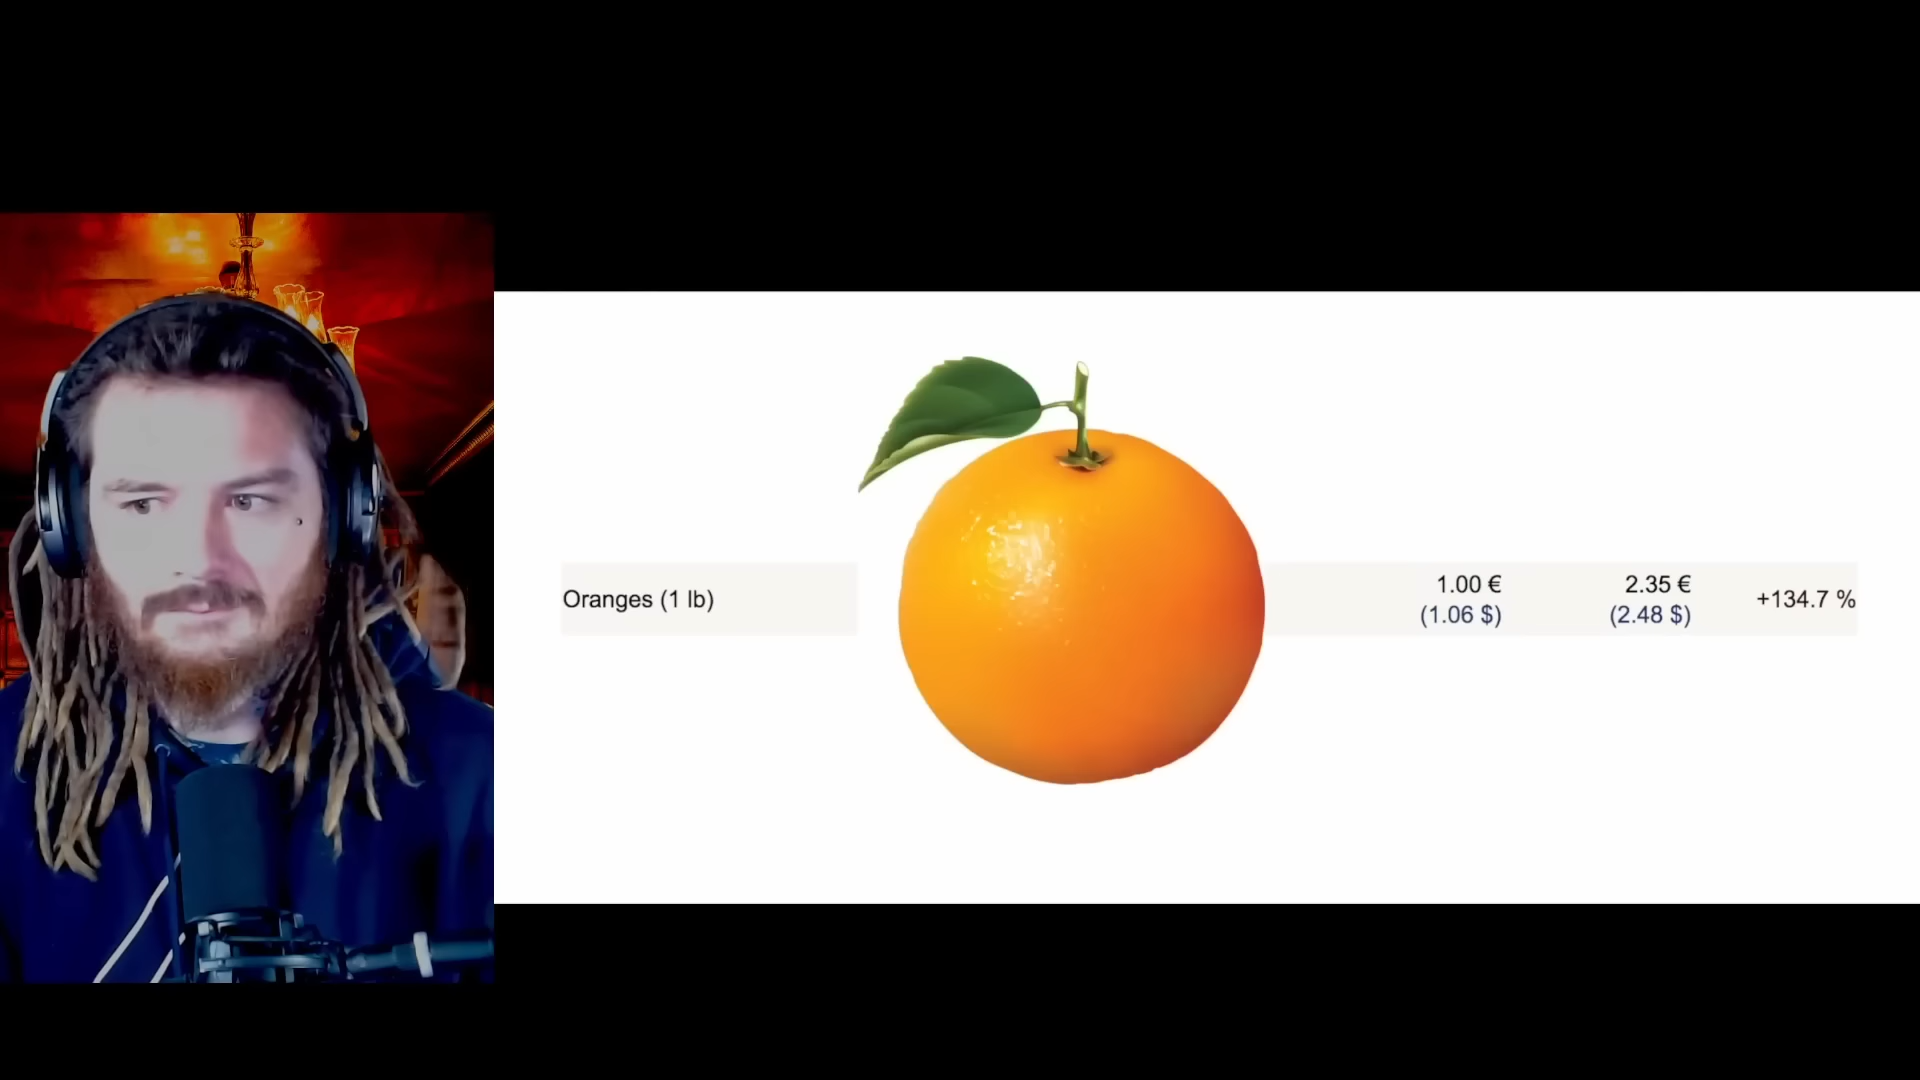 Oranges (1 lb)
1.00 € 2.35 € +134.7 %
(1.06 $) (2.48 $)